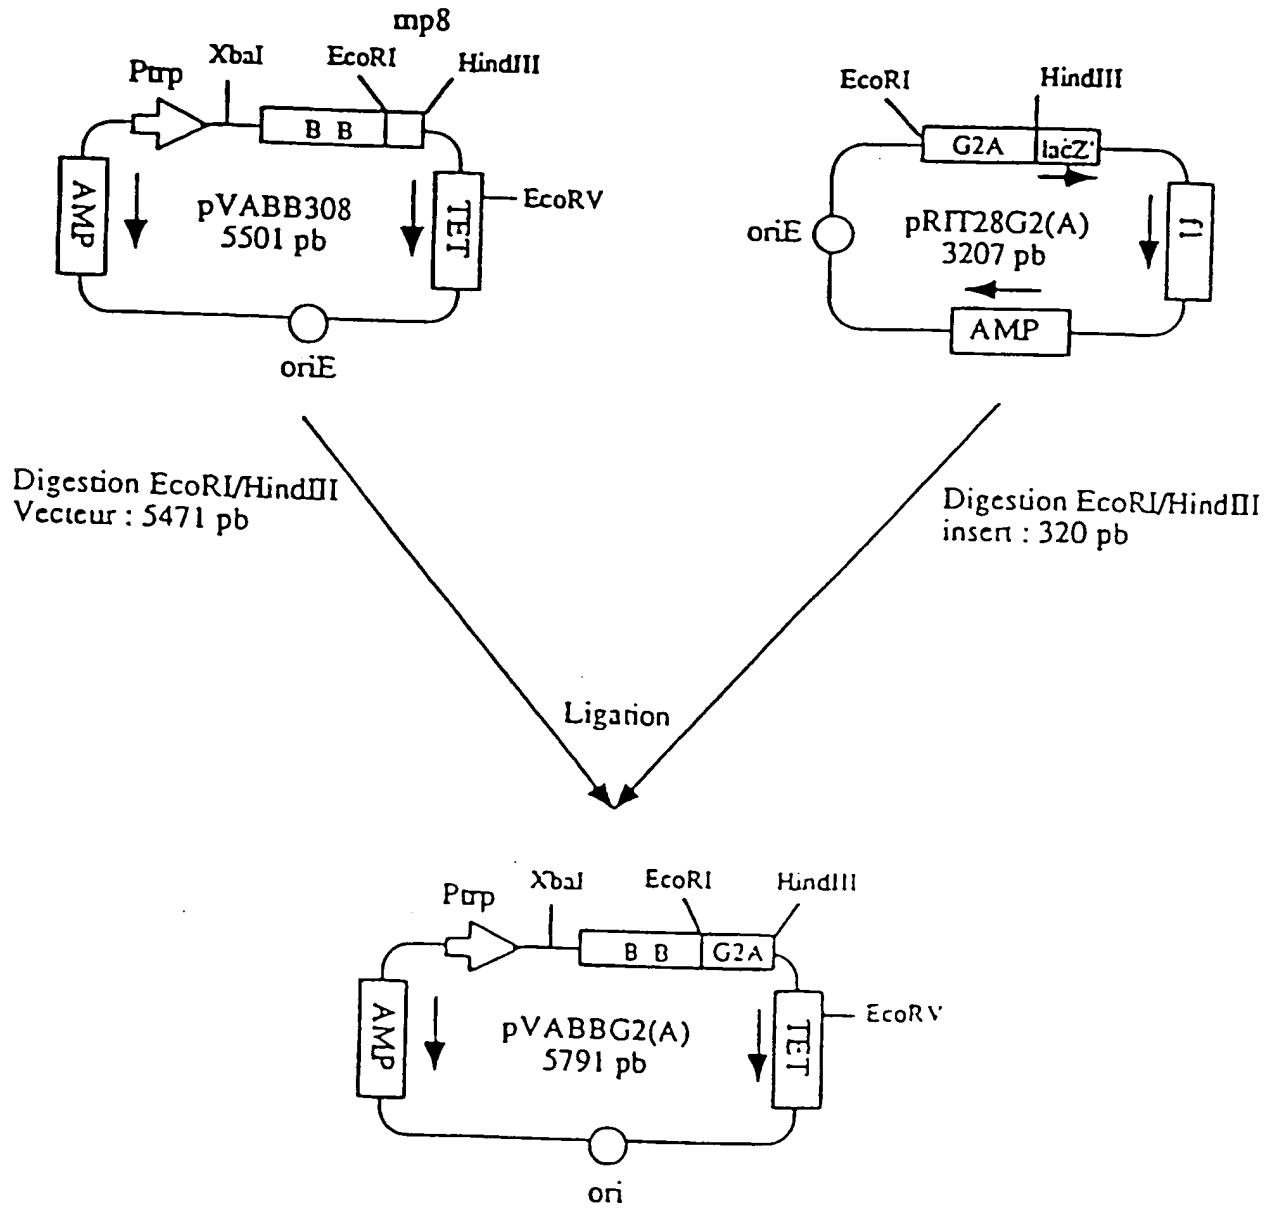 mp8
Ptrp
XbaI
EcoRI
HindIII
B B
AMP
pVABB308
5501 pb
TET
EcoRV
oriE
EcoRI
HindIII
G2A
lacZ'
oriE
pRIT28G2(A)
3207 pb
f1
AMP
Digestion EcoRI/HindIII
Vecteur : 5471 pb
Digestion EcoRI/HindIII
insert : 320 pb
Ligation
Ptrp
XbaI
EcoRI
HindIII
B B
G2A
AMP
pVABBG2(A)
5791 pb
TET
EcoRV
ori